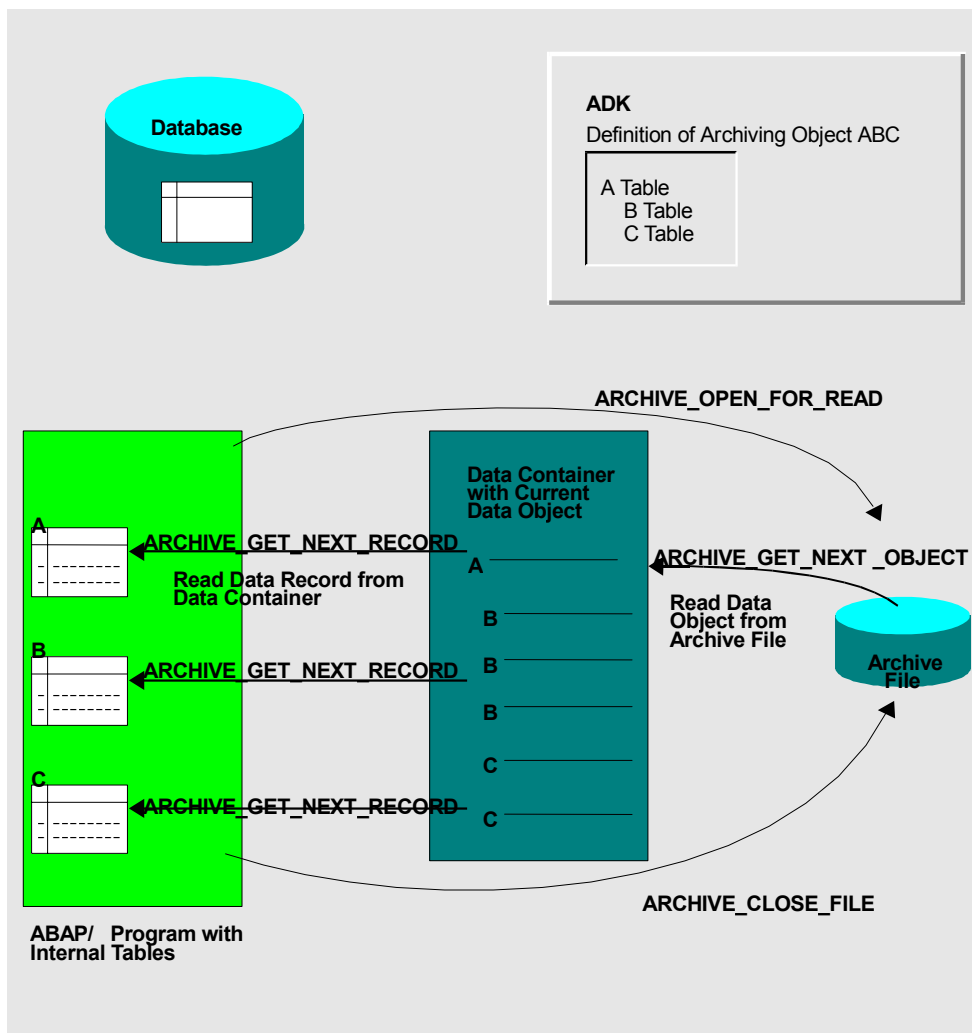 Database
ADK
Definition of Archiving Object ABC
A Table
B Table
C Table
ARCHIVE_OPEN_FOR_READ
Data Container
with Current
Data Object
A
ARCHIVE_GET_NEXT_RECORD
Read Data Record from
Data Container
A
ARCHIVE_GET_NEXT _OBJECT
Read Data
Object from
Archive File
B
B
ARCHIVE_GET_NEXT_RECORD
B
B
Archive
File
C
C
ARCHIVE_GET_NEXT_RECORD
C
ARCHIVE_CLOSE_FILE
ABAP/ Program with
Internal Tables